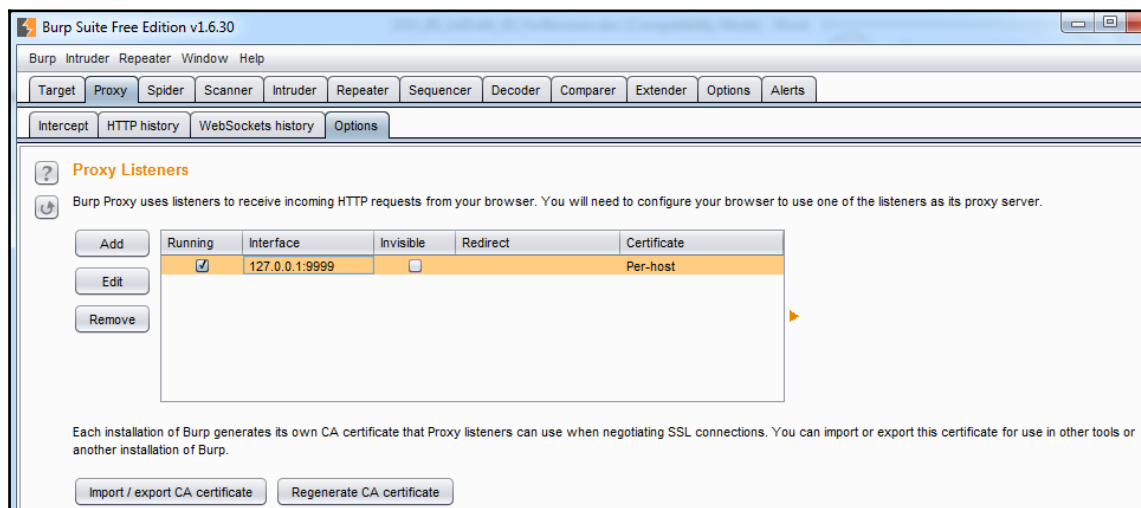 Burp Suite Free Edition v1.6.30
Burp Intruder Repeater Window Help
Target Proxy Spider Scanner Intruder Repeater Sequencer Decoder Comparer Extender Options Alerts
Intercept HTTP history WebSockets history Options
? Proxy Listeners
Burp Proxy uses listeners to receive incoming HTTP requests from your browser. You will need to configure your browser to use one of the listeners as its proxy server.
Add Running Interface Invisible Redirect Certificate
127.0.0.1:9999 Per-host
Edit
Remove
Each installation of Burp generates its own CA certificate that Proxy listeners can use when negotiating SSL connections. You can import or export this certificate for use in other tools or
another installation of Burp.
Import / export CA certificate Regenerate CA certificate